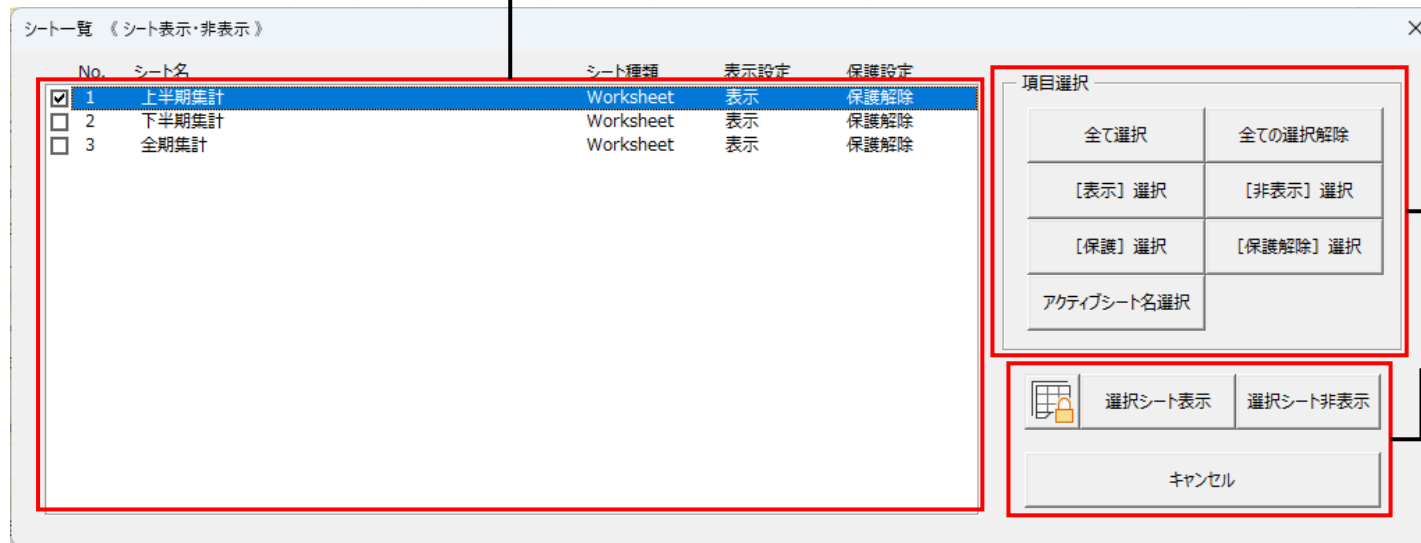 シート一覧 《 シート表示・非表示 》
No. シート名 シート種類 表示設定 保護設定
1 上半期集計 Worksheet 表示 保護解除
2 下半期集計 Worksheet 表示 保護解除
3 全期集計 Worksheet 表示 保護解除
項目選択
全て選択 全ての選択解除
[表示] 選択 [非表示] 選択
[保護] 選択 [保護解除] 選択
アクティブシート名選択
選択シート表示 選択シート非表示
キャンセル